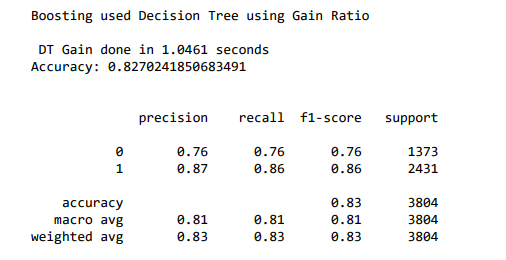 Boosting used Decision Tree using Gain Ratio
DT Gain done in 1.0461 seconds
Accuracy: 0.8270241850683491
precision recall f1-score support
0 0.76 0.76 0.76 1373
1 0.87 0.86 0.86 2431
accuracy 0.83 3804
macro avg 0.81 0.81 0.81 3804
weighted avg 0.83 0.83 0.83 3804